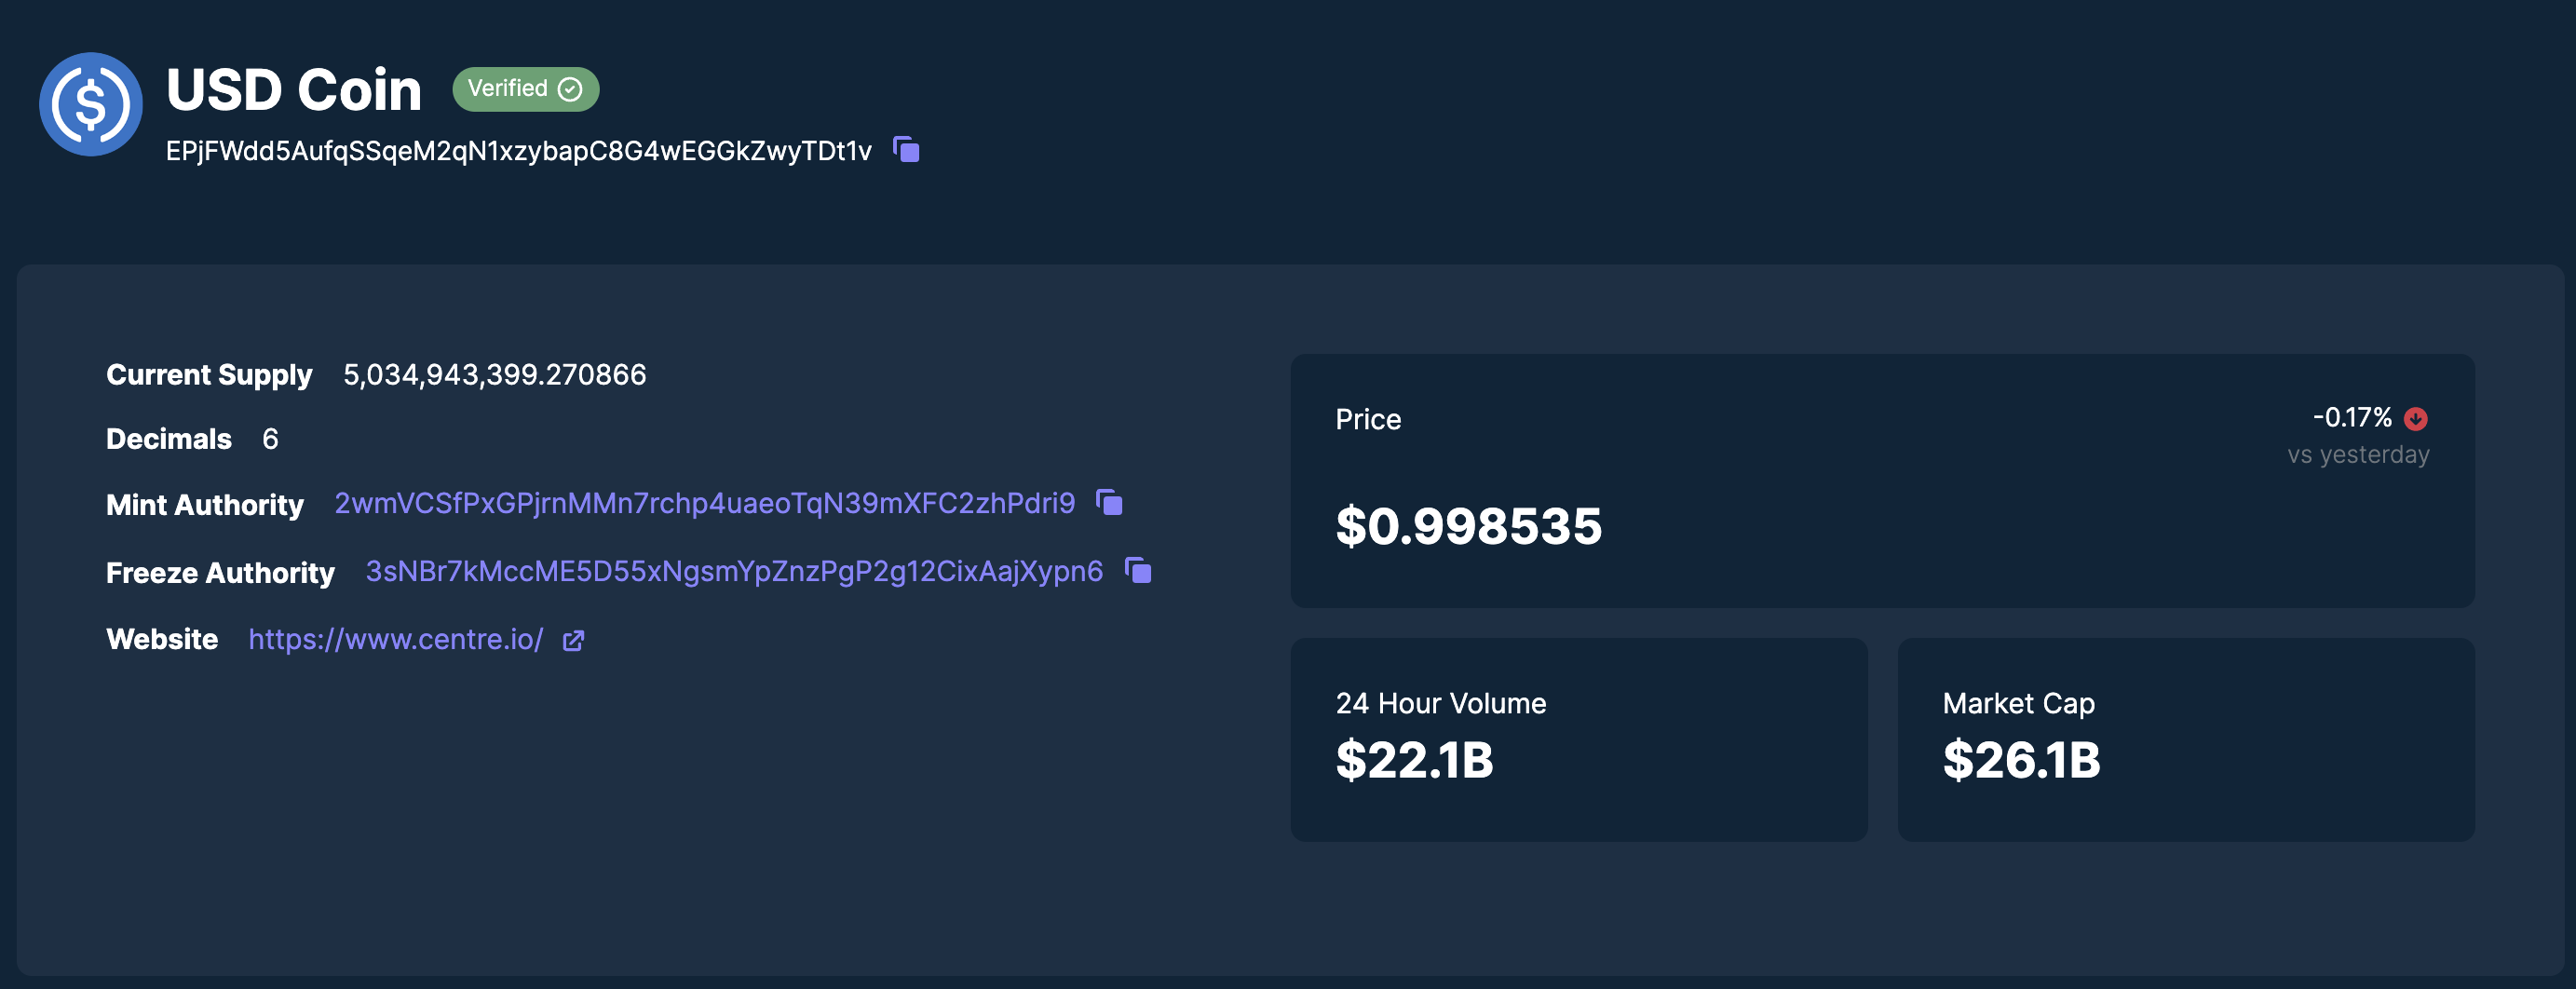 USD Coin Verified
EPjFWdd5AufqSSqeM2qN1xzybapC8G4wEGGkZwyTDt1v
Current Supply 5,034,943,399.270866
Decimals 6
Mint Authority 2wmVCSfPxGPjrnMMn7rchp4uaeoTqN39mXFC2zhPdri9
Freeze Authority 3sNBr7kMccME5D55xNgsmYpZnzPgP2g12CixAajXypn6
Website https://www.centre.io/
Price
-0.17%
vs yesterday
$0.998535
24 Hour Volume
$22.1B
Market Cap
$26.1B